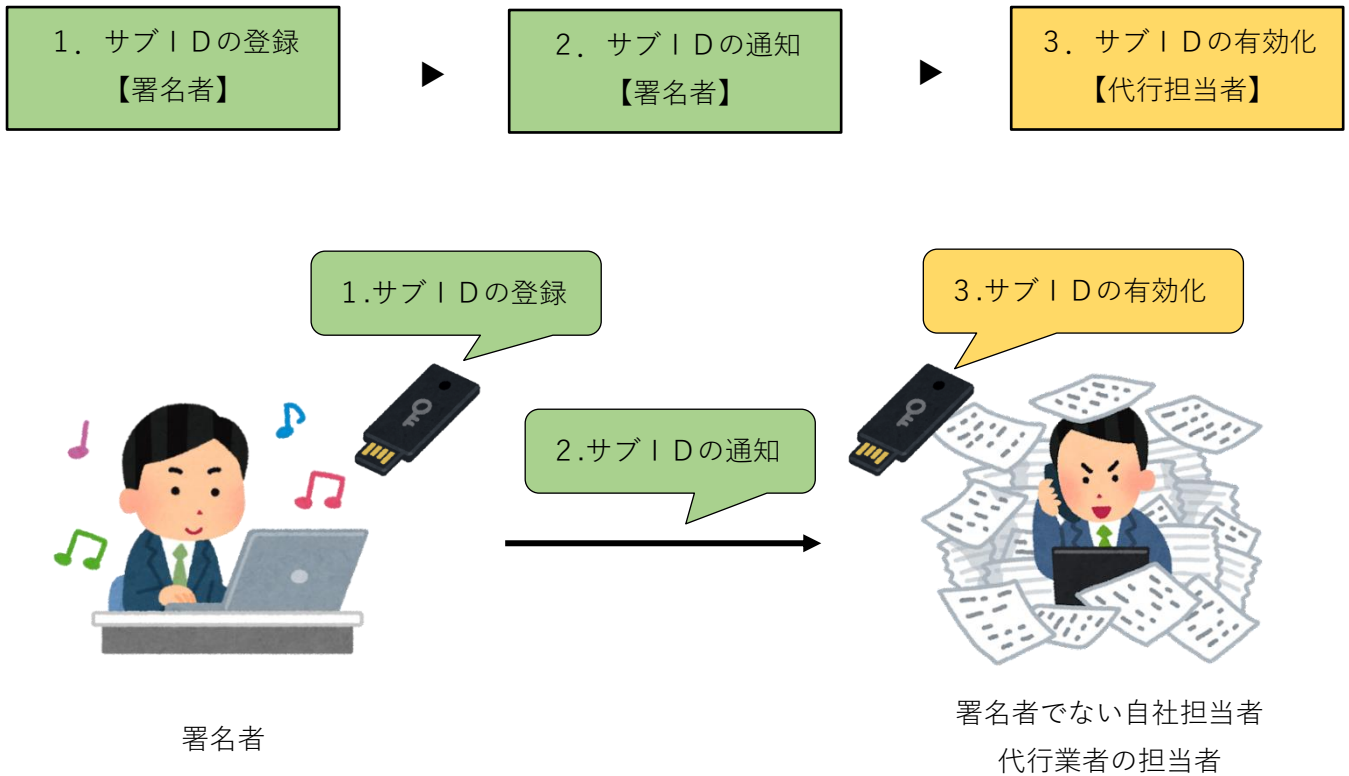 １．サブＩＤの登録
【署名者】
２．サブＩＤの通知
【署名者】
３．サブＩＤの有効化
【代行担当者】
１.サブＩＤの登録
３.サブＩＤの有効化
２.サブＩＤの通知
署名者
署名者でない自社担当者
代行業者の担当者